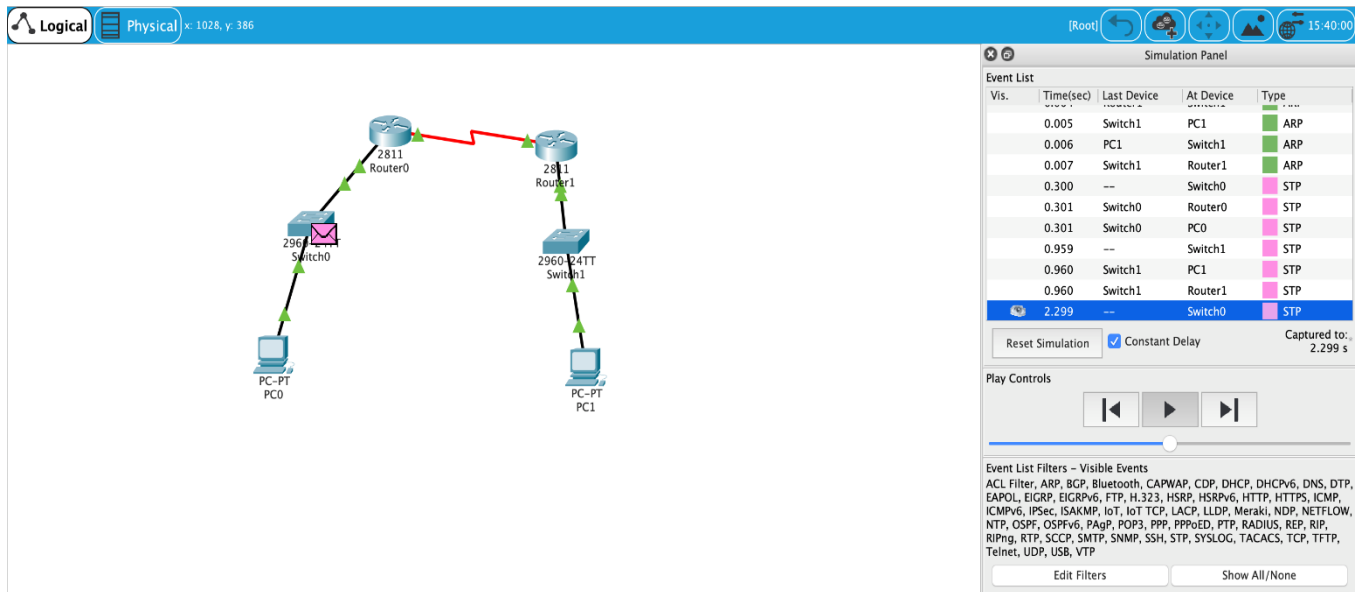 Logical Physical x: 1028, y: 386 [Root] 15:40:00
Simulation Panel
Event List
Vis. Time(sec) Last Device At Device Type
0.005 Switch1 PC1 ARP
0.006 PC1 Switch1 ARP
0.007 Switch1 Router1 ARP
0.300 -- Switch0 STP
0.301 Switch0 Router0 STP
0.301 Switch0 PC0 STP
0.959 -- Switch1 STP
0.960 Switch1 PC1 STP
0.960 Switch1 Router1 STP
2.299 -- Switch0 STP
Reset Simulation Constant Delay Captured to:
2.299 s
Play Controls
Event List Filters – Visible Events
ACL Filter, ARP, BGP, Bluetooth, CAPWAP, CDP, DHCP, DHCPv6, DNS, DTP,
EAPOL, EIGRP, EIGRPv6, FTP, H.323, HSRP, HSRPv6, HTTP, HTTPS, ICMP,
ICMPv6, IPSec, ISAKMP, IoT, IoT TCP, LACP, LLDP, Meraki, NDP, NETFLOW,
NTP, OSPF, OSPFv6, PAgP, POP3, PPP, PPPoED, PTP, RADIUS, REP, RIP,
RIPng, RTP, SCCP, SMTP, SNMP, SSH, STP, SYSLOG, TACACS, TCP, TFTP,
Telnet, UDP, USB, VTP
Edit Filters Show All/None
2811
Router0
2811
Router1
Switch0
2960-24TT
Switch1
PC-PT
PC0
PC-PT
PC1